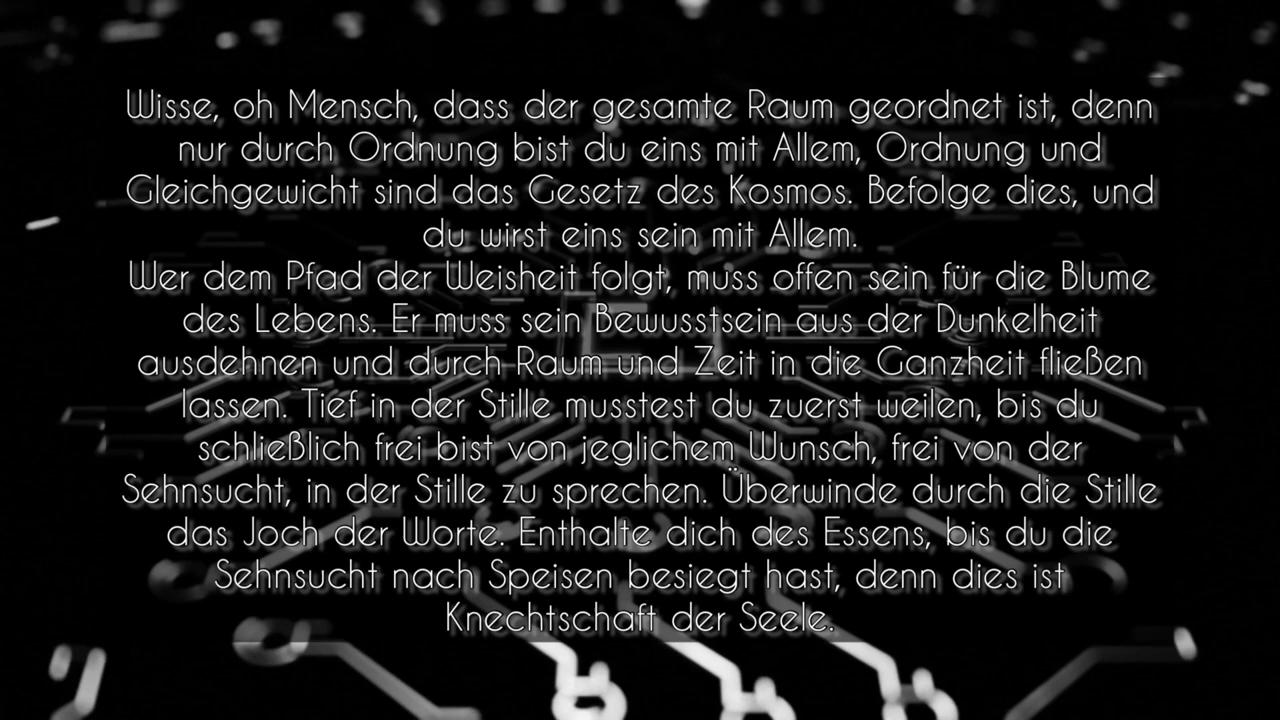 Wisse, oh Mensch, dass der gesamte Raum geordnet ist, denn
nur durch Ordnung bist du eins mit Allem, Ordnung und
Gleichgewicht sind das Gesetz des Kosmos. Befolge dies, und
du wirst eins sein mit Allem.
Wer dem Pfad der Weisheit folgt, muss offen sein für die Blume
des Lebens. Er muss sein Bewusstsein aus der Dunkelheit
ausdehnen und durch Raum und Zeit in die Ganzheit fließen
lassen. Tief in der Stille musstest du zuerst weilen, bis du
schließlich frei bist von jeglichem Wunsch, frei von der
Sehnsucht, in der Stille zu sprechen. Überwinde durch die Stille
das Joch der Worte. Enthalte dich des Essens, bis du die
Sehnsucht nach Speisen besiegt hast, denn dies ist
Knechtschaft der Seele.